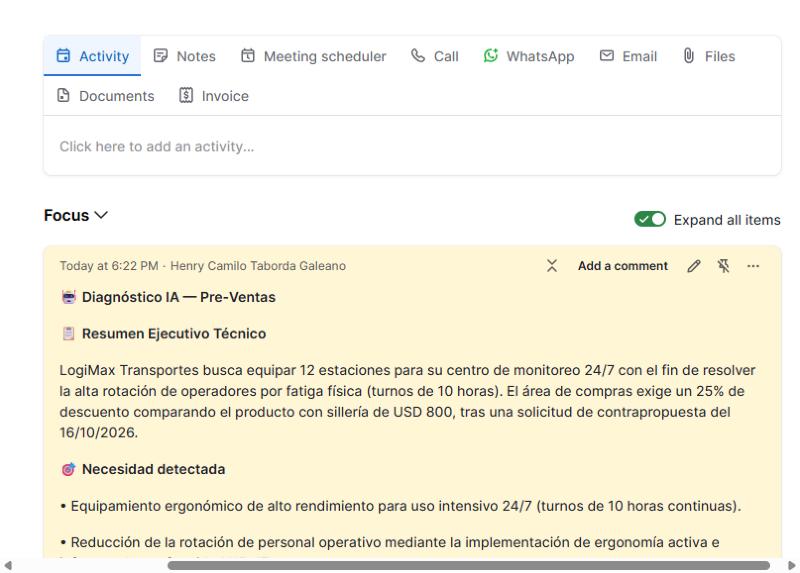 Activity Notes Meeting scheduler Call WhatsApp Email Files
Documents Invoice
Click here to add an activity...
Focus
Expand all items
Today at 6:22 PM · Henry Camilo Taborda Galeano
Add a comment
Diagnóstico IA — Pre-Ventas
Resumen Ejecutivo Técnico
LogiMax Transportes busca equipar 12 estaciones para su centro de monitoreo 24/7 con el fin de resolver
la alta rotación de operadores por fatiga física (turnos de 10 horas). El área de compras exige un 25% de
descuento comparando el producto con sillería de USD 800, tras una solicitud de contrapropuesta del
16/10/2026.
Necesidad detectada
• Equipamiento ergonómico de alto rendimiento para uso intensivo 24/7 (turnos de 10 horas continuas).
• Reducción de la rotación de personal operativo mediante la implementación de ergonomía activa e